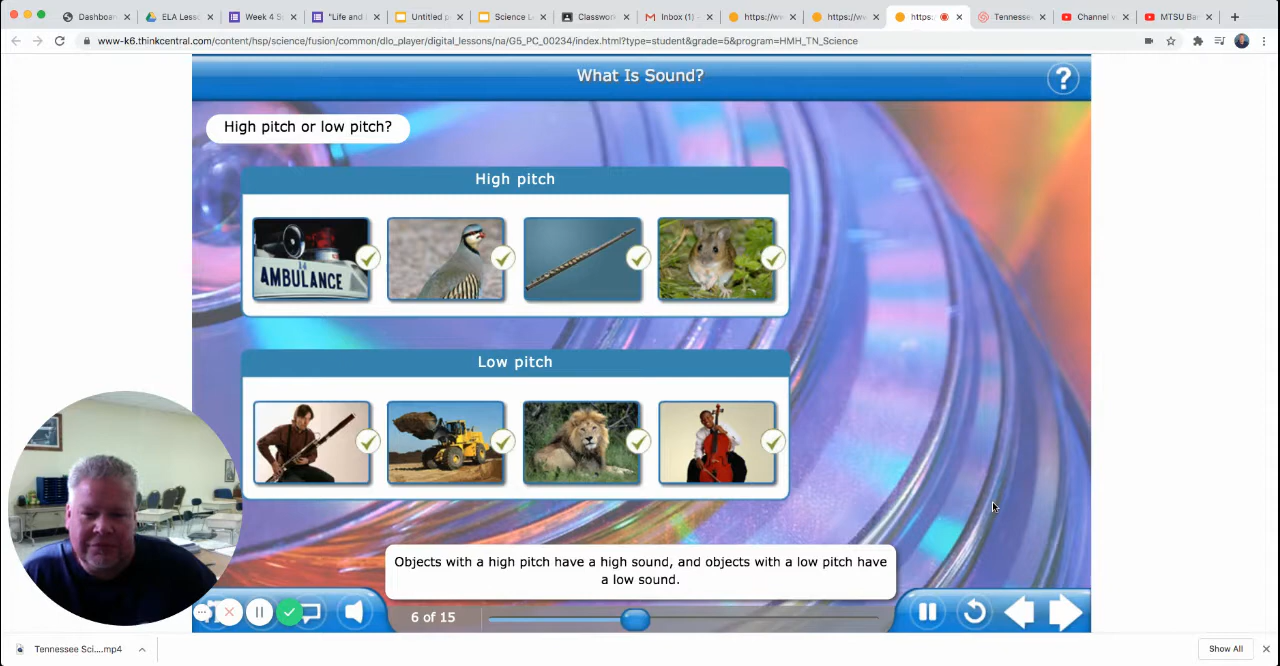 Dashboar
ELA Less
Week 4 S
"Life and
Untitled p
Science L
Classwor
Inbox (1)
https://w
https://w
https:
Tennesse
Channel v
MTSU Ba
www-k6.thinkcentral.com/content/hsp/science/fusion/common/dlo_player/digital_lessons/na/G5_PC_00234/index.html?type=student&grade=5&program=HMH_TN_Science
What Is Sound?
?
High pitch or low pitch?
High pitch
14
AMBULANCE
Low pitch
Objects with a high pitch have a high sound, and objects with a low pitch have
a low sound.
6 of 15
Tennessee Sci....mp4
Show All